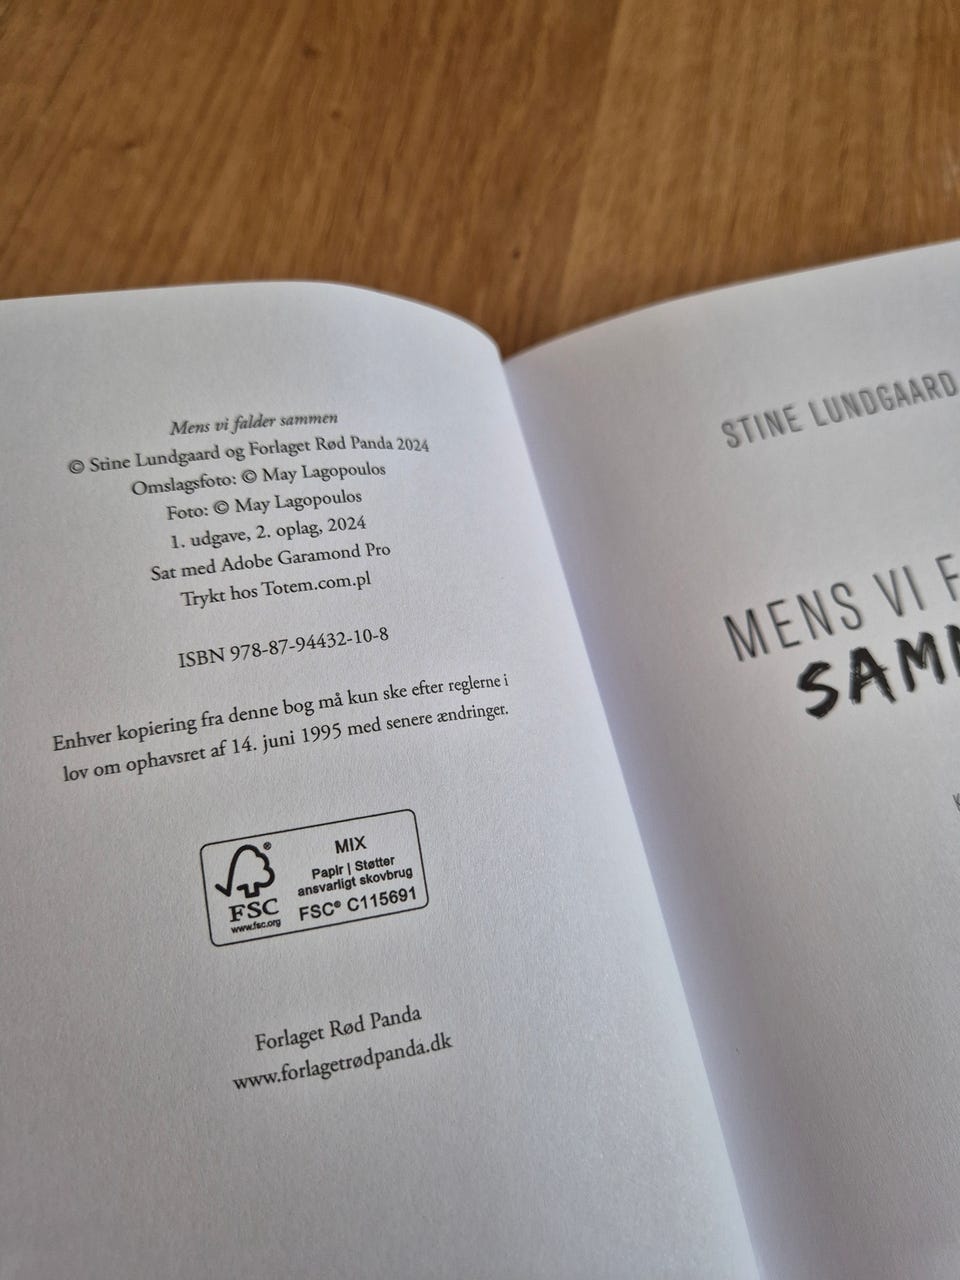 Mens vi falder sammen
© Stine Lundgaard og Forlaget Rød Panda 2024
Omslagsfoto: © May Lagopoulos
Foto: © May Lagopoulos
1. udgave, 2. oplag, 2024
Sat med Adobe Garamond Pro
Trykt hos Totem.com.pl
ISBN 978-87-94432-10-8
Enhver kopiering fra denne bog må kun ske efter reglerne i
lov om ophavsret af 14. juni 1995 med senere ændringer.
FSC
www.fsc.org
MIX
Papir | Støtter
ansvarligt skovbrug
FSC® C115691
Forlaget Rød Panda
www.forlagetrødpanda.dk
STINE LUNDGAARD
MENS VI